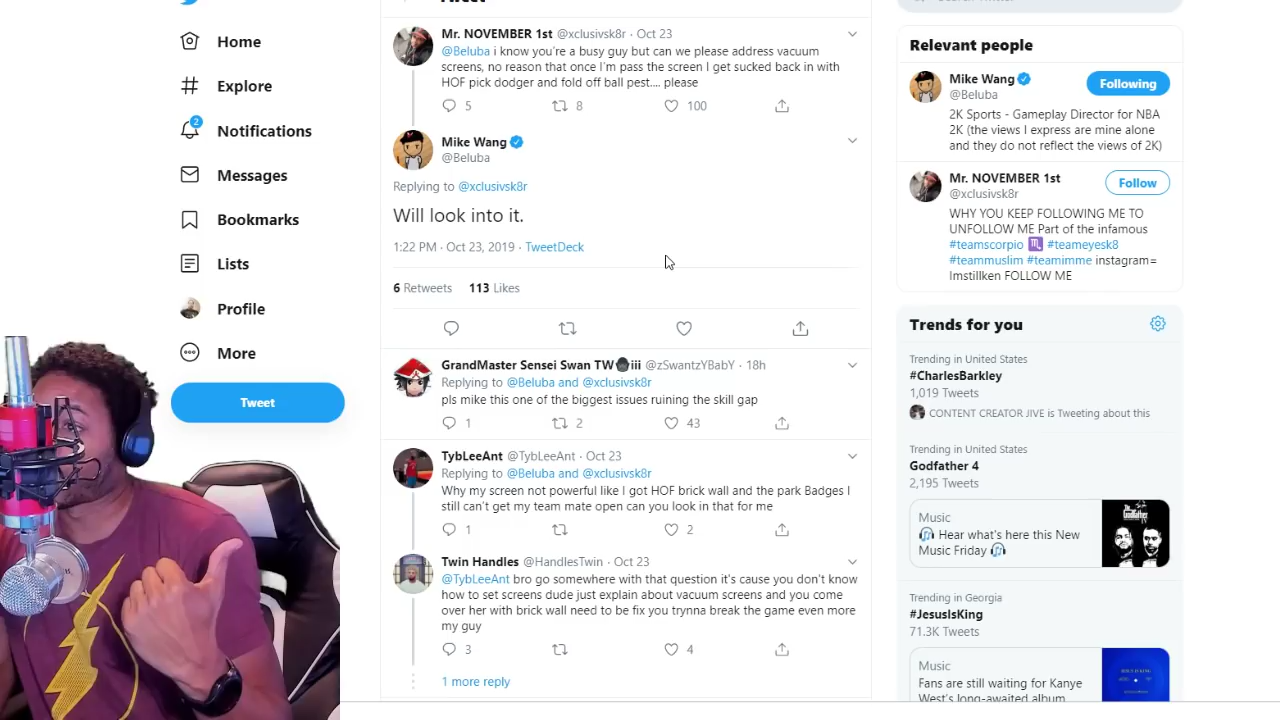 Home
Explore
2
Notifications
Messages
Bookmarks
Lists
Profile
More
Tweet
Mr. NOVEMBER 1st @xclusivsk8r · Oct 23
@Beluba i know you're a busy guy but can we please address vacuum
screens, no reason that once I'm pass the screen I get sucked back in with
HOF pick dodger and fold off ball pest.... please
5 8 100
Mike Wang
@Beluba
Replying to @xclusivsk8r
Will look into it.
1:22 PM · Oct 23, 2019 · TweetDeck
6 Retweets 113 Likes
GrandMaster Sensei Swan TW iii @zSwantzYBabY · 18h
Replying to @Beluba and @xclusivsk8r
pls mike this one of the biggest issues ruining the skill gap
1 2 43
TybLeeAnt @TybLeeAnt · Oct 23
Replying to @Beluba and @xclusivsk8r
Why my screen not powerful like I got HOF brick wall and the park Badges I
still can't get my team mate open can you look in that for me
1 2
Twin Handles @HandlesTwin · Oct 23
@TybLeeAnt bro go somewhere with that question it's cause you don't know
how to set screens dude just explain about vacuum screens and you come
over her with brick wall need to be fix you trynna break the game even more
my guy
3 4
1 more reply
Relevant people
Mike Wang
@Beluba
Following
2K Sports - Gameplay Director for NBA
2K (the views I express are mine alone
and they do not reflect the views of 2K)
Mr. NOVEMBER 1st
@xclusivsk8r
Follow
WHY YOU KEEP FOLLOWING ME TO
UNFOLLOW ME Part of the infamous
#teamscorpio ♏ #teameyesk8
#teammuslim #teamimme instagram=
Imstillken FOLLOW ME
Trends for you
Trending in United States
#CharlesBarkley
1,019 Tweets
CONTENT CREATOR JIVE is Tweeting about this
Trending in United States
Godfather 4
2,195 Tweets
Music
🎧 Hear what's here this New
Music Friday 🎧
Trending in Georgia
#JesusIsKing
71.3K Tweets
Music
Fans are still waiting for Kanye
West's long-awaited album